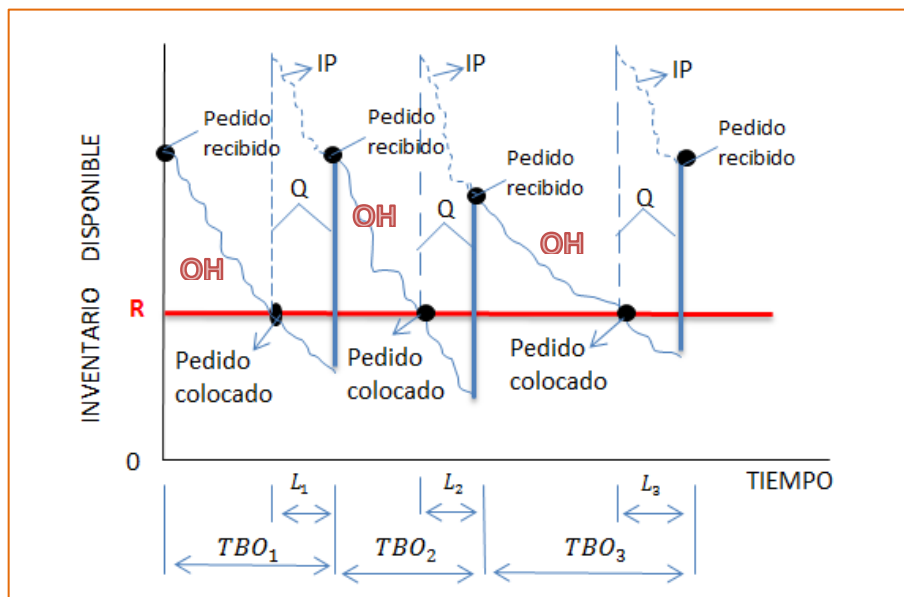 IP
IP
IP
Pedido
recibido
Pedido
recibido
Pedido
recibido
Pedido
recibido
Q
Q
Q
OH
OH
OH
INVENTARIO DISPONIBLE
R
Pedido
colocado
Pedido
colocado
Pedido
colocado
0
TIEMPO
L₁
L₂
L₃
TBO₁
TBO₂
TBO₃